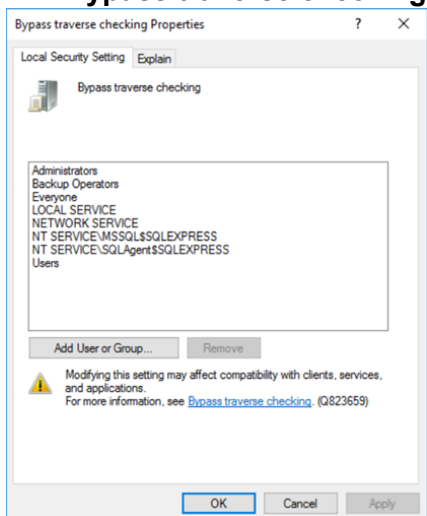 Bypass traverse checking Properties
? ×
Local Security Setting Explain
Bypass traverse checking
Administrators
Backup Operators
Everyone
LOCAL SERVICE
NETWORK SERVICE
NT SERVICE\MSSQL$SQLEXPRESS
NT SERVICE\SQLAgent$SQLEXPRESS
Users
Add User or Group... Remove
Modifying this setting may affect compatibility with clients, services,
and applications.
For more information, see Bypass traverse checking. (Q823659)
OK Cancel Apply